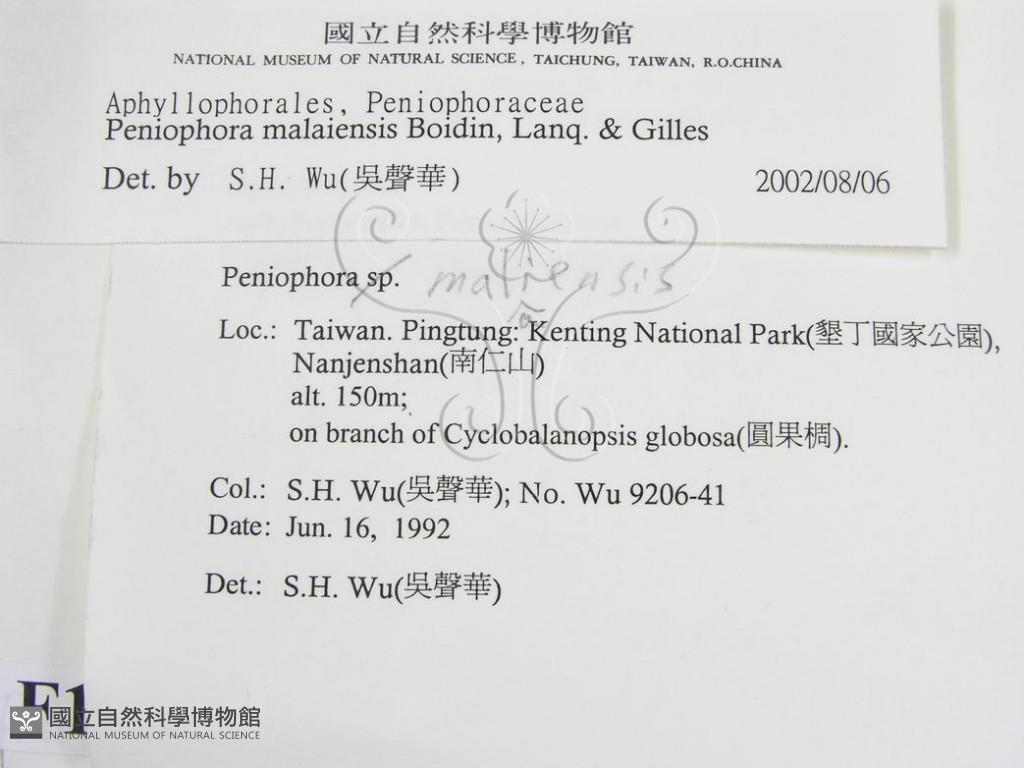 國立自然科學博物館
NATIONAL MUSEUM OF NATURAL SCIENCE, TAICHUNG, TAIWAN, R.O.CHINA
Aphyllophorales, Peniophoraceae
Peniophora malaiensis Boidin, Lanq. & Gilles
Det. by S.H. Wu(吳聲華) 2002/08/06
Peniophora sp. malaiensis
Loc.: Taiwan. Pingtung: Kenting National Park(墾丁國家公園),
Nanjenshan(南仁山)
alt. 150m;
on branch of Cyclobalanopsis globosa(圓果椆).
Col.: S.H. Wu(吳聲華); No. Wu 9206-41
Date: Jun. 16, 1992
Det.: S.H. Wu(吳聲華)
F1
國立自然科學博物館
NATIONAL MUSEUM OF NATURAL SCIENCE